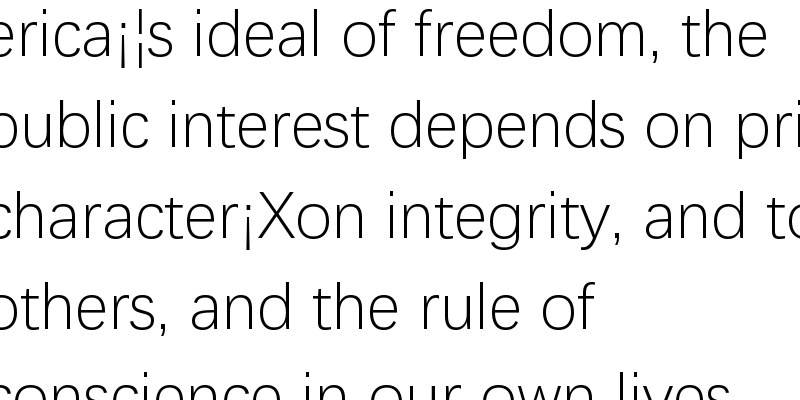 erica¡¦s ideal of freedom, the
public interest depends on pri
character¡Xon integrity, and to
others, and the rule of
conscience in our own lives.